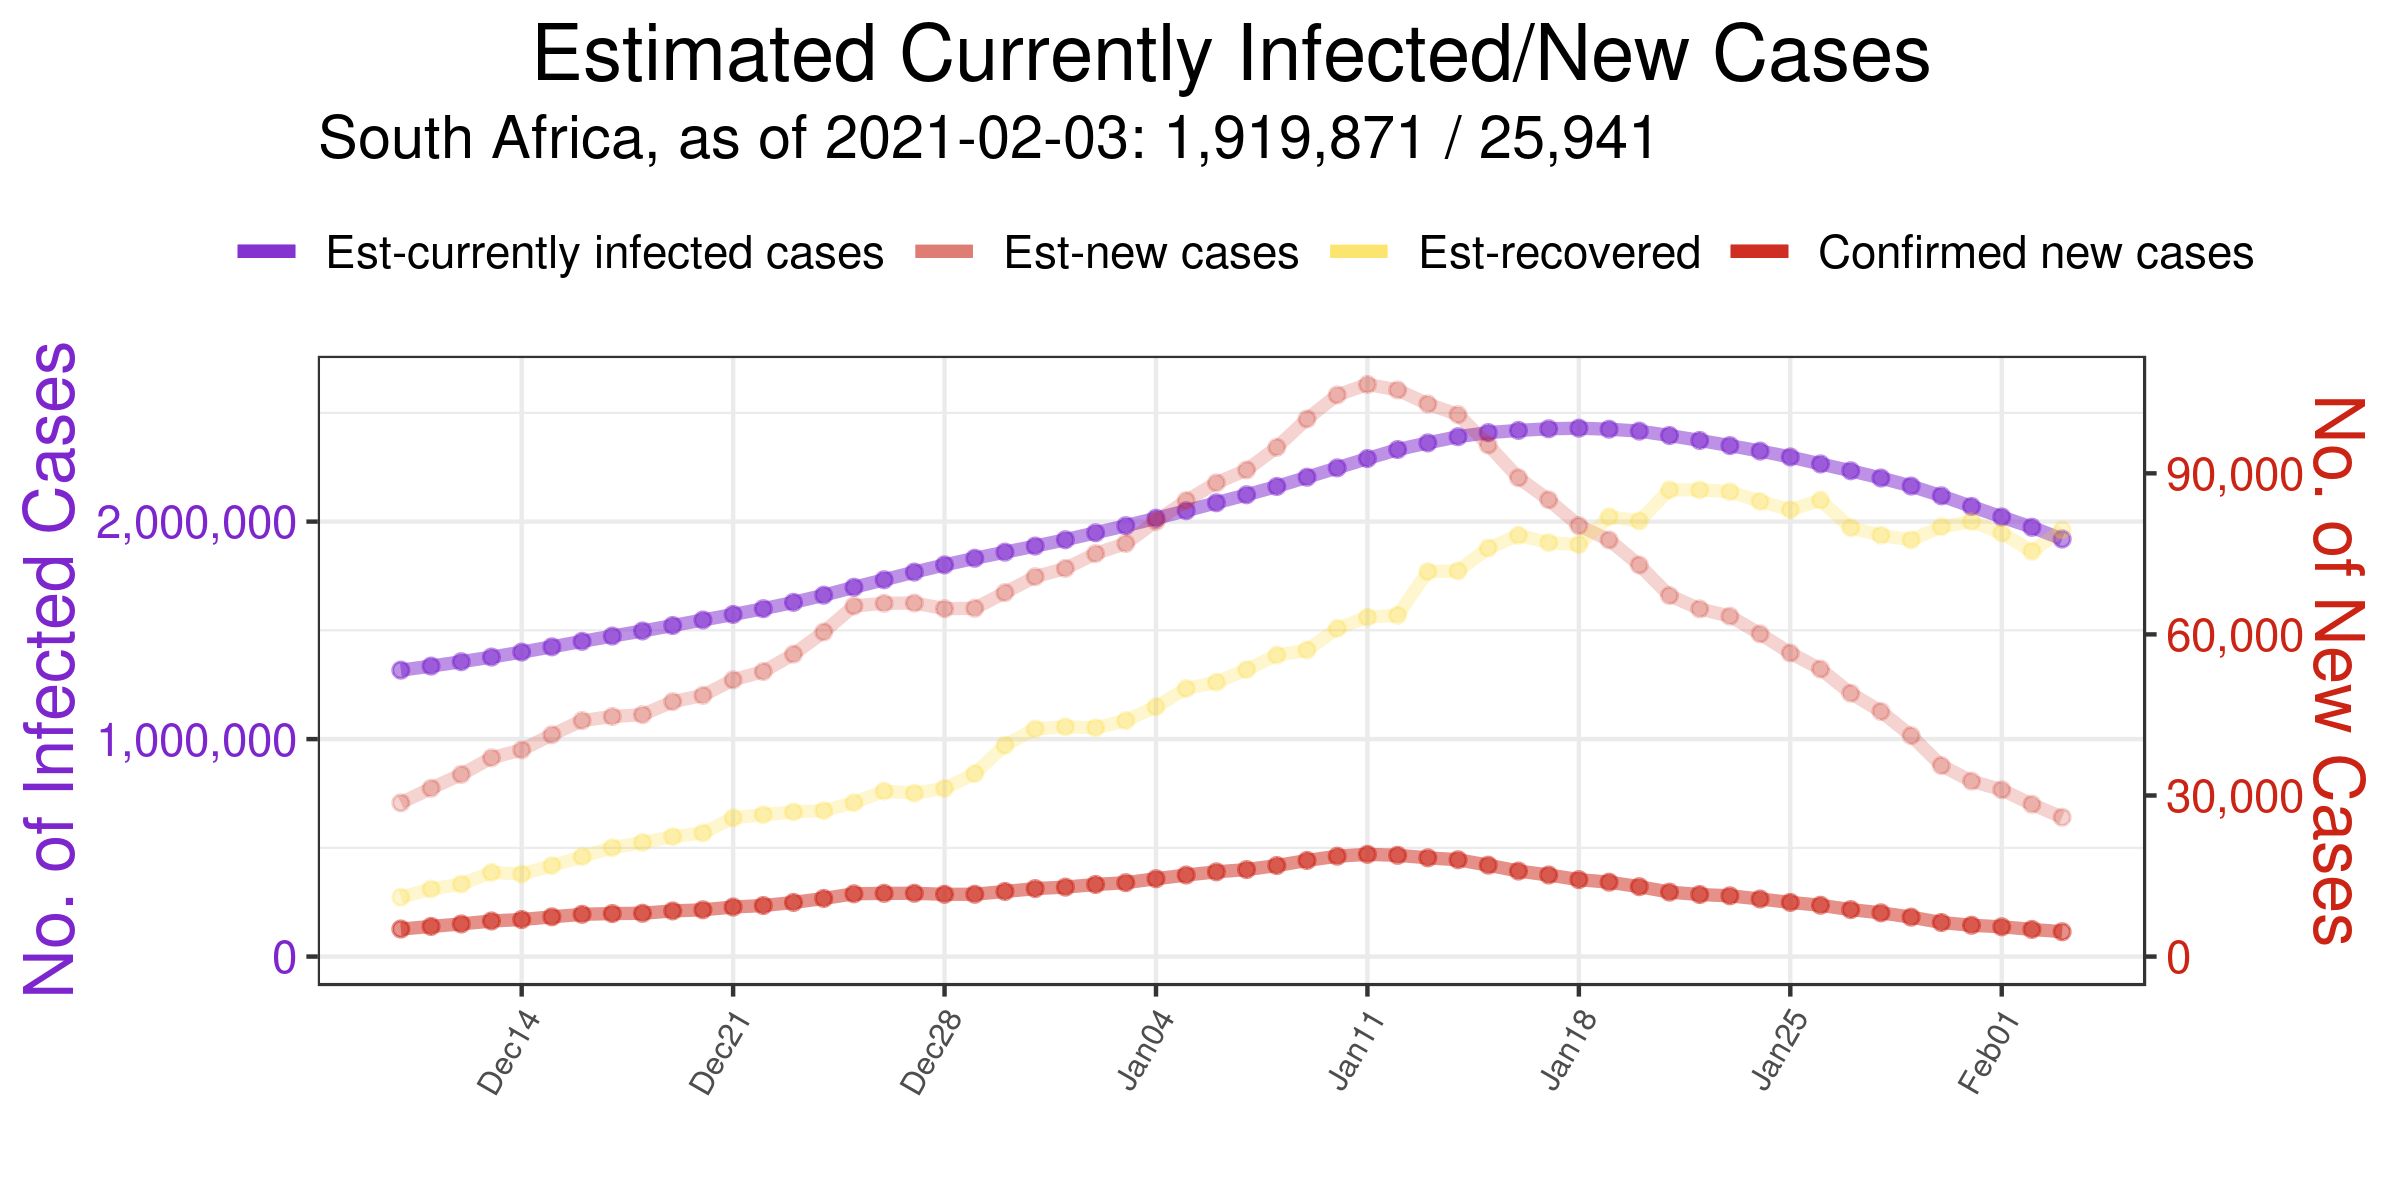 Estimated Currently Infected/New Cases
South Africa, as of 2021-02-03: 1,919,871 / 25,941
Est-currently infected cases Est-new cases Est-recovered Confirmed new cases
No. of Infected Cases
2,000,000
1,000,000
0
90,000
60,000
30,000
0
No. of New Cases
Dec14 Dec21 Dec28 Jan04 Jan11 Jan18 Jan25 Feb01